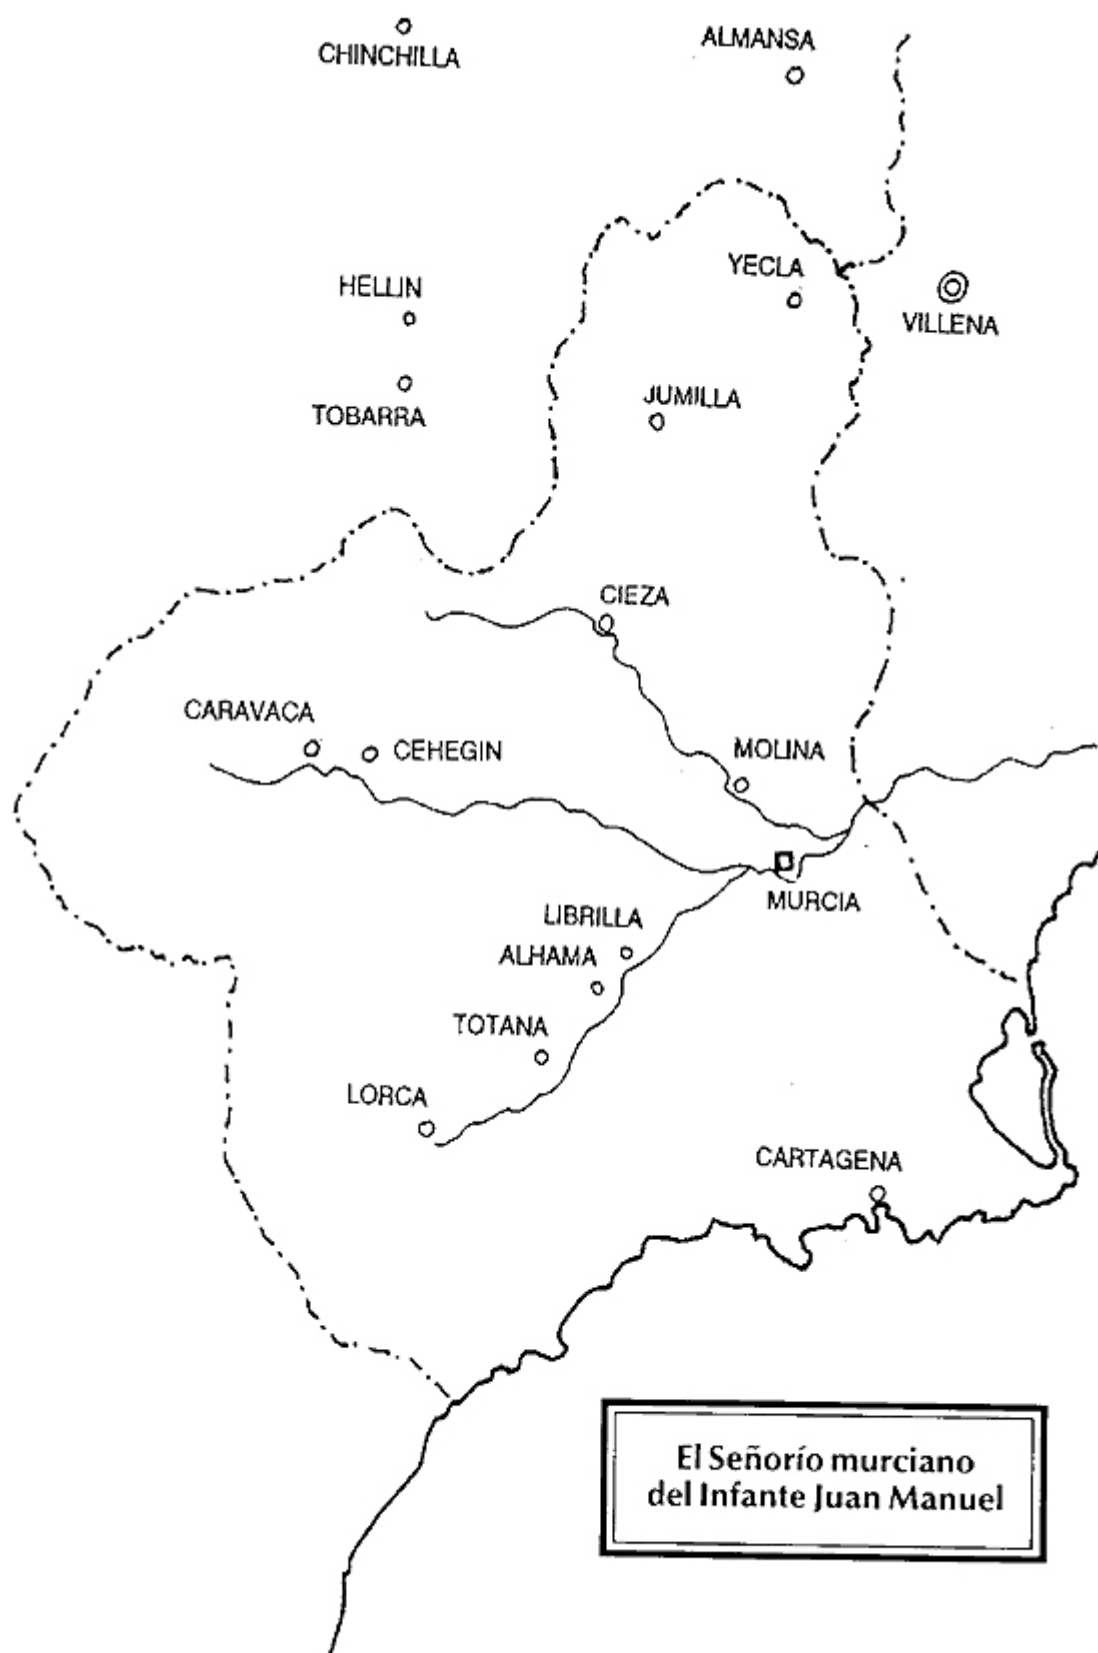 CHINCHILLA
ALMANSA
YECLA
VILLENA
HELLIN
TOBARRA
JUMILLA
CIEZA
CARAVACA
CEHEGIN
MOLINA
MURCIA
LIBRILLA
ALHAMA
TOTANA
LORCA
CARTAGENA
El Señorío murciano
del Infante Juan Manuel